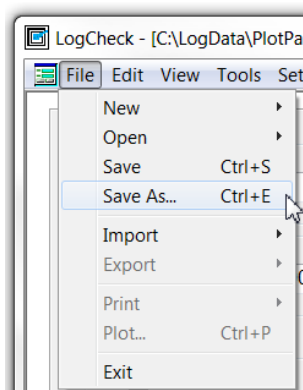 LogCheck - [C:\LogData\PlotPa
File Edit View Tools Set
New
Open
Save Ctrl+S
Save As... Ctrl+E
Import
Export
Print
Plot... Ctrl+P
Exit